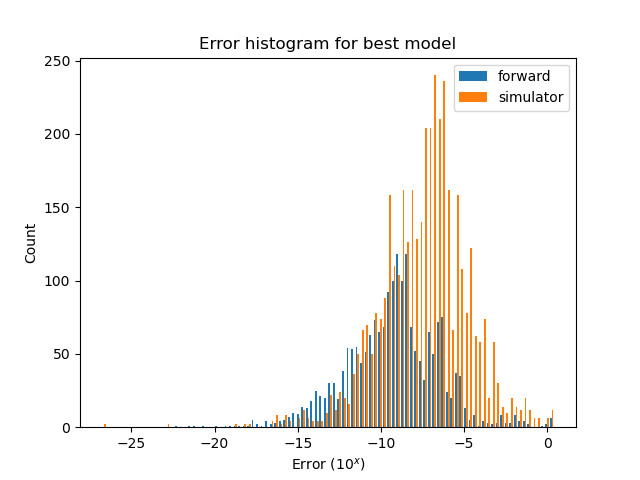 Error histogram for best model
250
200
150
100
50
0
Count
forward
simulator
−25
−20
−15
−10
−5
0
Error (10^x)